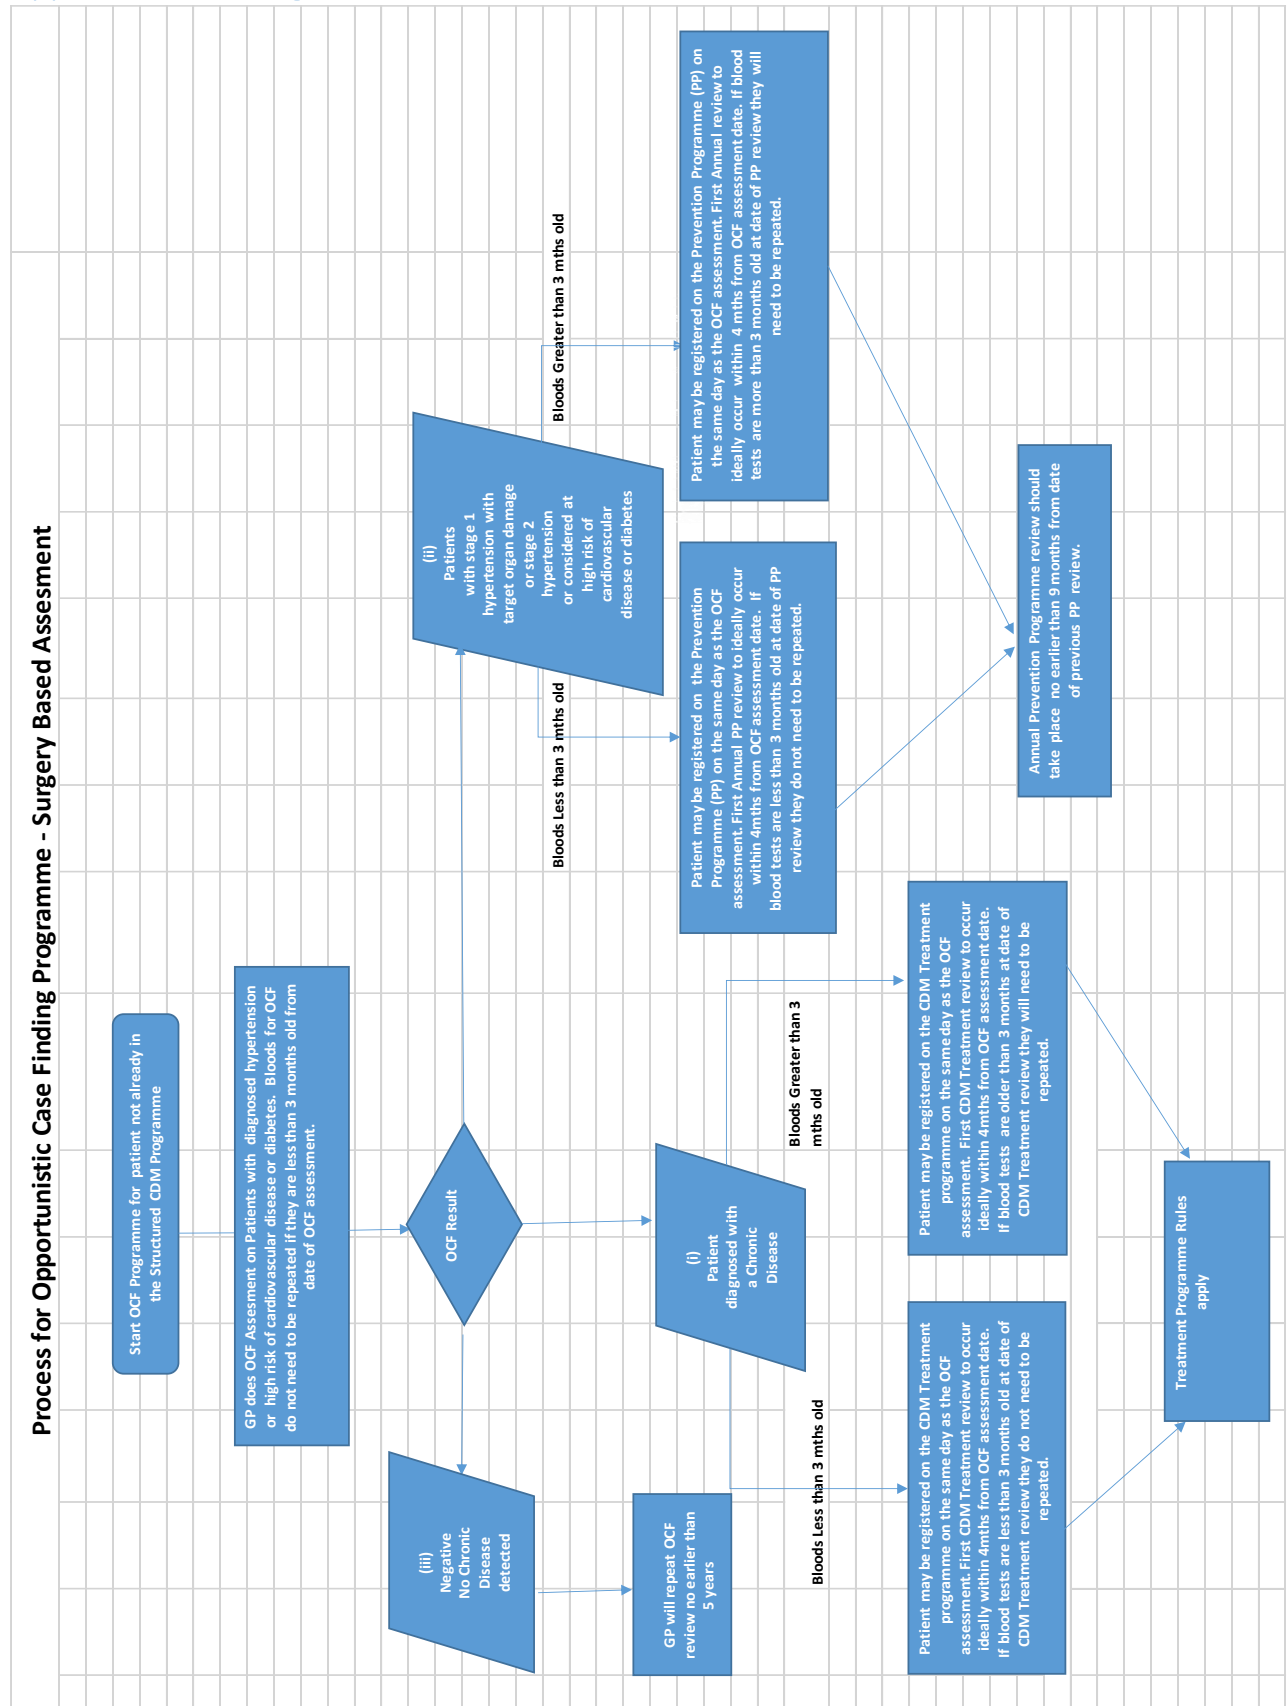 Process for Opportunistic Case Finding Programme - Surgery Based Assessment
Start OCF Programme for patient not already in
the Structured CDM Programme
GP does OCF Assesment on Patients with diagnosed hypertension
or high risk of cardiovascular disease or diabetes. Bloods for OCF
do not need to be repeated if they are less than 3 months old from
date of OCF assessment.
OCF Result
(iii)
Negative
No Chronic
Disease
detected
GP will repeat OCF
review no earlier than
5 years
(i)
Patient
diagnosed with
a Chronic
Disease
Bloods Less than 3 mths old
Bloods Greater than 3
mths old
Patient may be registered on the CDM Treatment
programme on the same day as the OCF
assessment. First CDM Treatment review to occur
ideally within 4mths from OCF assessment date.
If blood tests are less than 3 months old at date of
CDM Treatment review they do not need to be
repeated.
Patient may be registered on the CDM Treatment
programme on the same day as the OCF
assessment. First CDM Treatment review to occur
ideally within 4mths from OCF assessment date.
If blood tests are older than 3 months at date of
CDM Treatment review they will need to be
repeated.
Treatment Programme Rules
apply
(ii)
Patients
with stage 1
hypertension with
target organ damage
or stage 2
hypertension
or considered at
high risk of
cardiovascular
disease or diabetes
Bloods Less than 3 mths old
Bloods Greater than 3 mths old
Patient may be registered on the Prevention
Programme (PP) on the same day as the OCF
assessment. First Annual PP review to ideally occur
within 4mths from OCF assessment date. If
blood tests are less than 3 months old at date of PP
review they do not need to be repeated.
Patient may be registered on the Prevention Programme (PP) on
the same day as the OCF assessment. First Annual review to
ideally occur within 4 mths from OCF assessment date. If blood
tests are more than 3 months old at date of PP review they will
need to be repeated.
Annual Prevention Programme review should
take place no earlier than 9 months from date
of previous PP review.